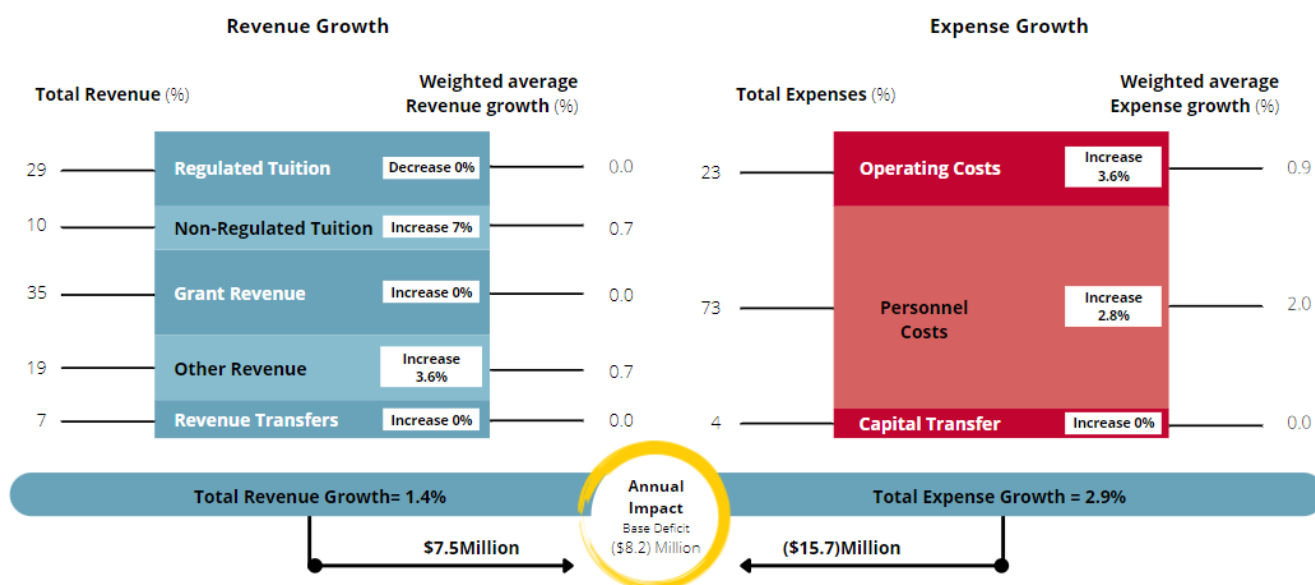 Revenue Growth
Total Revenue (%)
Weighted average
Revenue growth (%)
29
Regulated Tuition
Decrease 0%
0.0
10
Non-Regulated Tuition
Increase 7%
0.7
35
Grant Revenue
Increase 0%
0.0
19
Other Revenue
Increase
3.6%
0.7
7
Revenue Transfers
Increase 0%
0.0
Expense Growth
Total Expenses (%)
Weighted average
Expense growth (%)
23
Operating Costs
Increase
3.6%
0.9
73
Personnel
Costs
Increase
2.8%
2.0
4
Capital Transfer
Increase 0%
0.0
Total Revenue Growth= 1.4%
Annual
Impact
Base Deficit
($8.2) Million
Total Expense Growth = 2.9%
$7.5Million
($15.7)Million